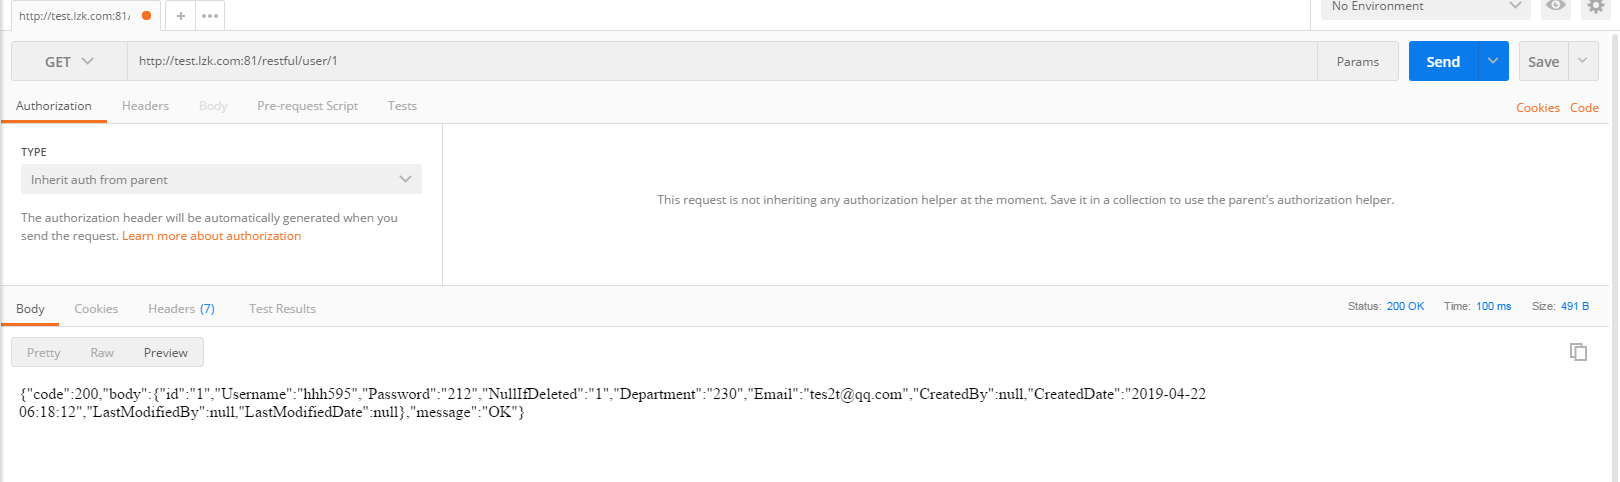 http://test.lzk.com:81/
+
•••
No Environment
GET
http://test.lzk.com:81/restful/user/1
Params
Send
Save
Authorization
Headers
Body
Pre-request Script
Tests
Cookies
Code
TYPE
Inherit auth from parent
The authorization header will be automatically generated when you
send the request. Learn more about authorization
This request is not inheriting any authorization helper at the moment. Save it in a collection to use the parent's authorization helper.
Body
Cookies
Headers (7)
Test Results
Status: 200 OK
Time: 100 ms
Size: 491 B
Pretty
Raw
Preview
{"code":200,"body":{"id":"1","Username":"hhh595","Password":"212","NullIfDeleted":"1","Department":"230","Email":"tes2t@qq.com","CreatedBy":null,"CreatedDate":"2019-04-22
06:18:12","LastModifiedBy":null,"LastModifiedDate":null},"message":"OK"}